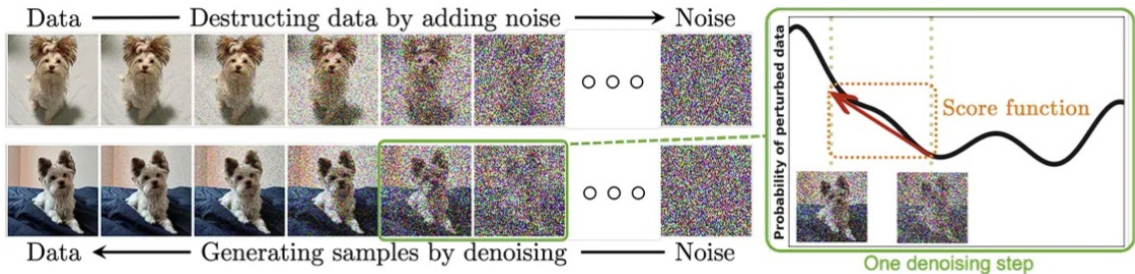 Data
Destructing data by adding noise
Noise
Data
Generating samples by denoising
Noise
Probability of perturbed data
Score function
One denoising step